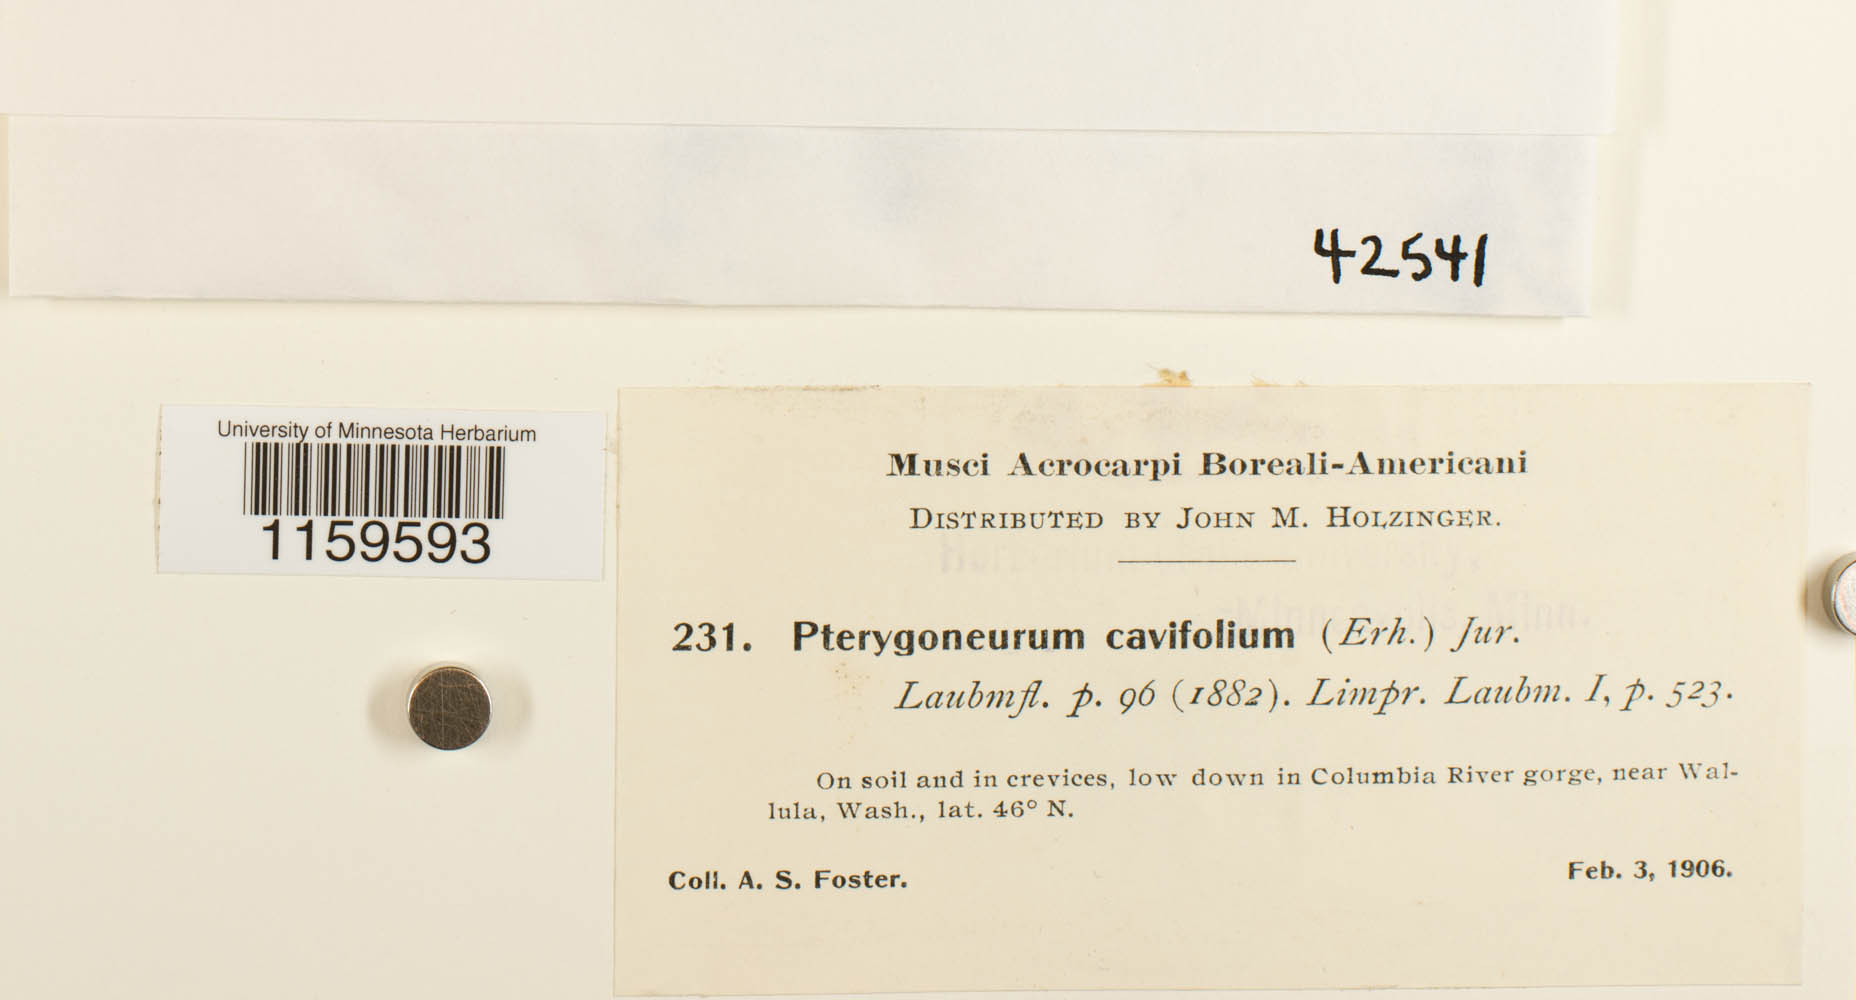 42541
University of Minnesota Herbarium
1159593
Musci Acrocarpi Boreali-Americani
DISTRIBUTED BY JOHN M. HOLZINGER.
231. Pterygoneurum cavifolium (Erh.) Jur.
Laubmfl. p. 96 (1882). Limpr. Laubm. I, p. 523.
On soil and in crevices, low down in Columbia River gorge, near Wal-
lula, Wash., lat. 46° N.
Coll. A. S. Foster.
Feb. 3, 1906.